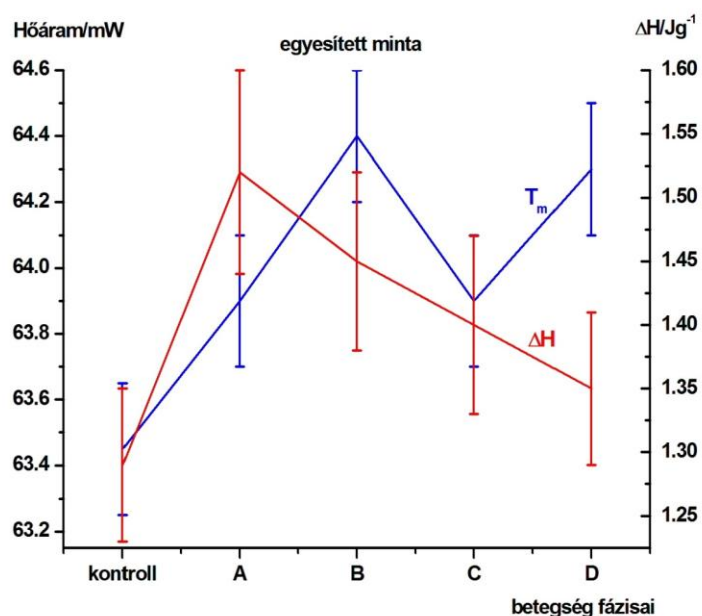 Hőáram/mW
ΔH/Jg⁻¹
egyesített minta
64.6
64.4
64.2
64.0
63.8
63.6
63.4
63.2
1.60
1.55
1.50
1.45
1.40
1.35
1.30
1.25
Tₘ
ΔH
kontroll A B C D
betegség fázisai